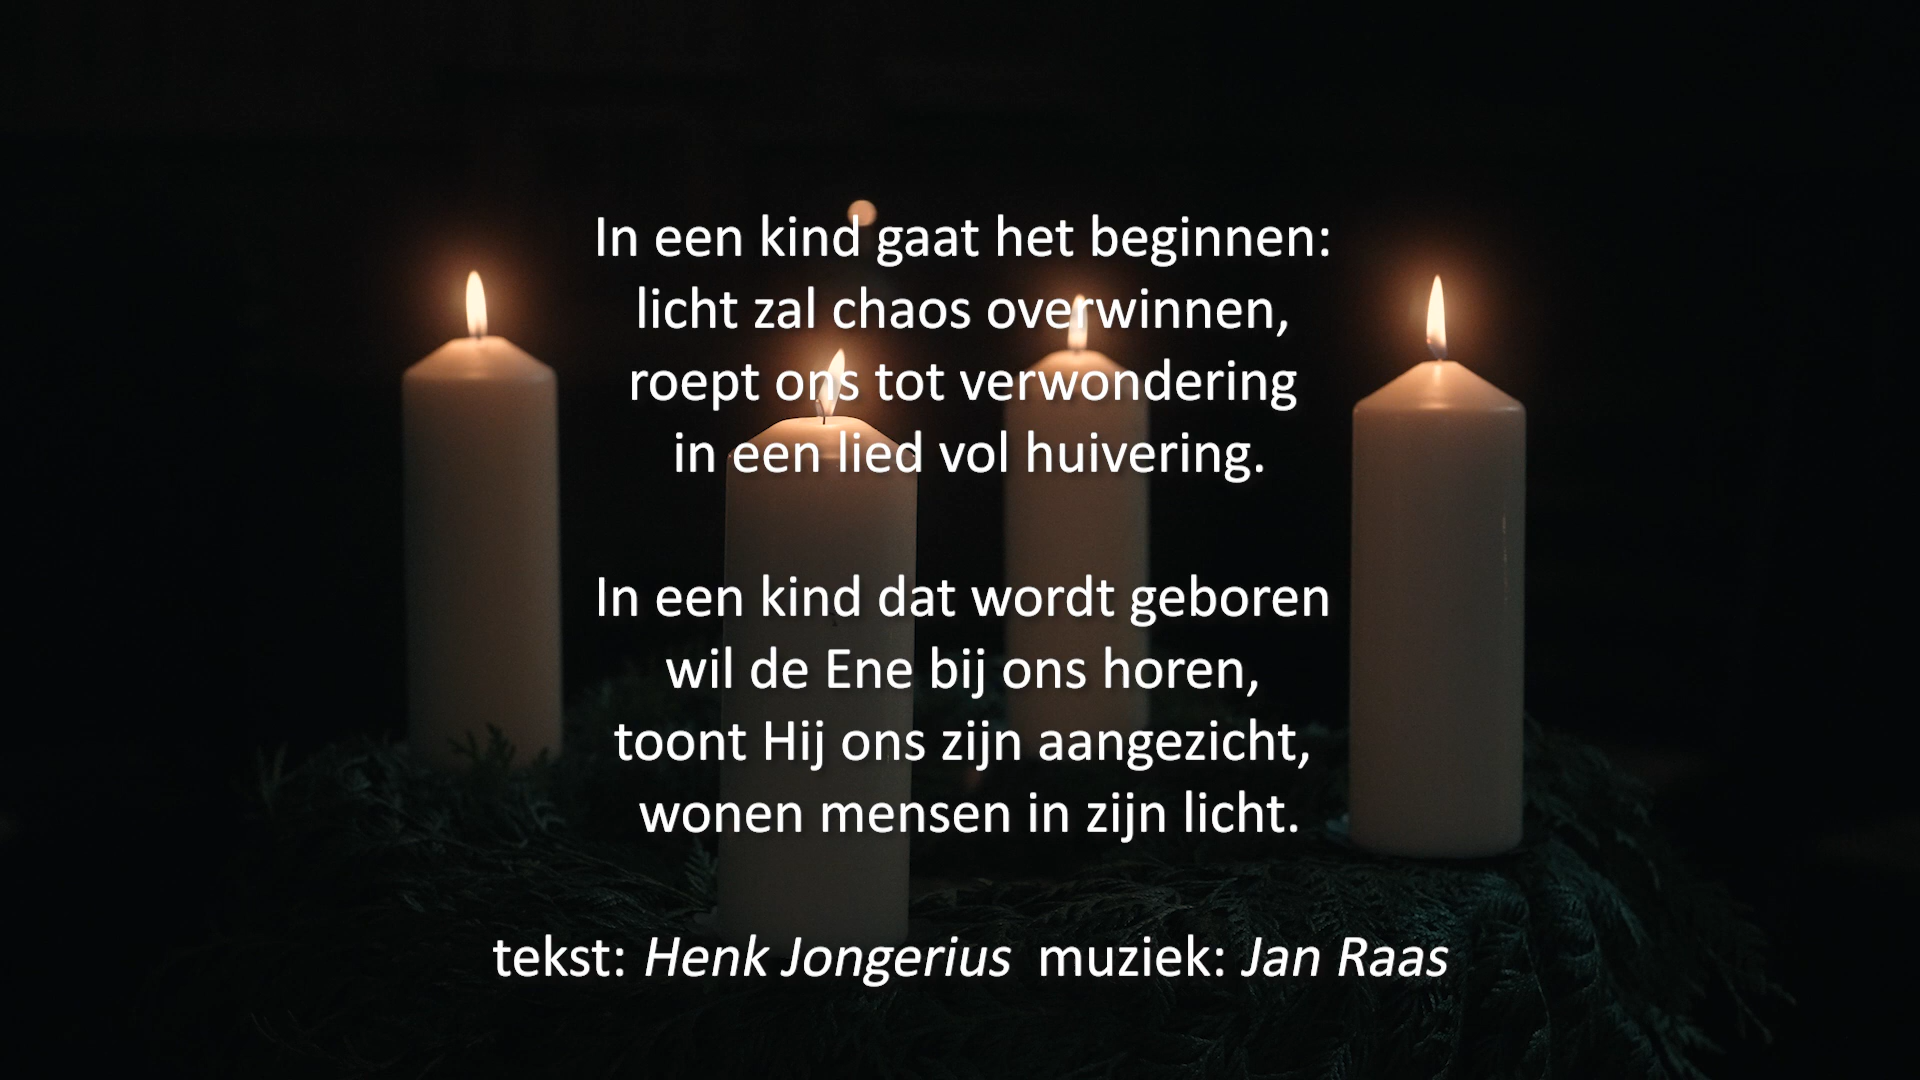 In een kind gaat het beginnen:
licht zal chaos overwinnen,
roept ons tot verwondering
in een lied vol huivering.
In een kind dat wordt geboren
wil de Ene bij ons horen,
toont Hij ons zijn aangezicht,
wonen mensen in zijn licht.
tekst: Henk Jongerius  muziek: Jan Raas